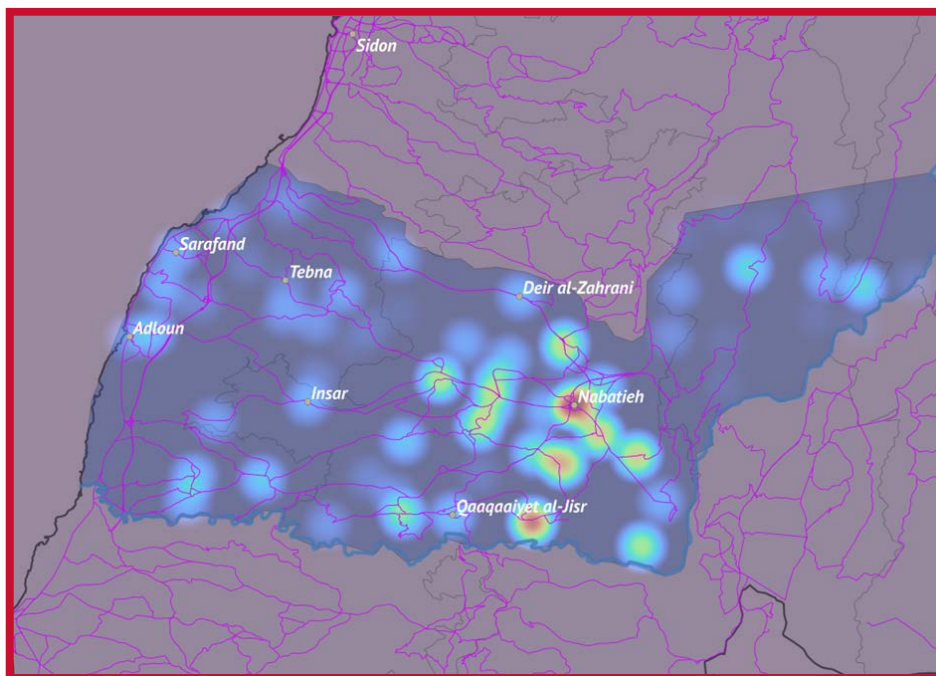 Sidon
Sarafand
Tebna
Deir al-Zahrani
Adloun
Insar
Nabatieh
Qaaqaaiyet al-Jisr